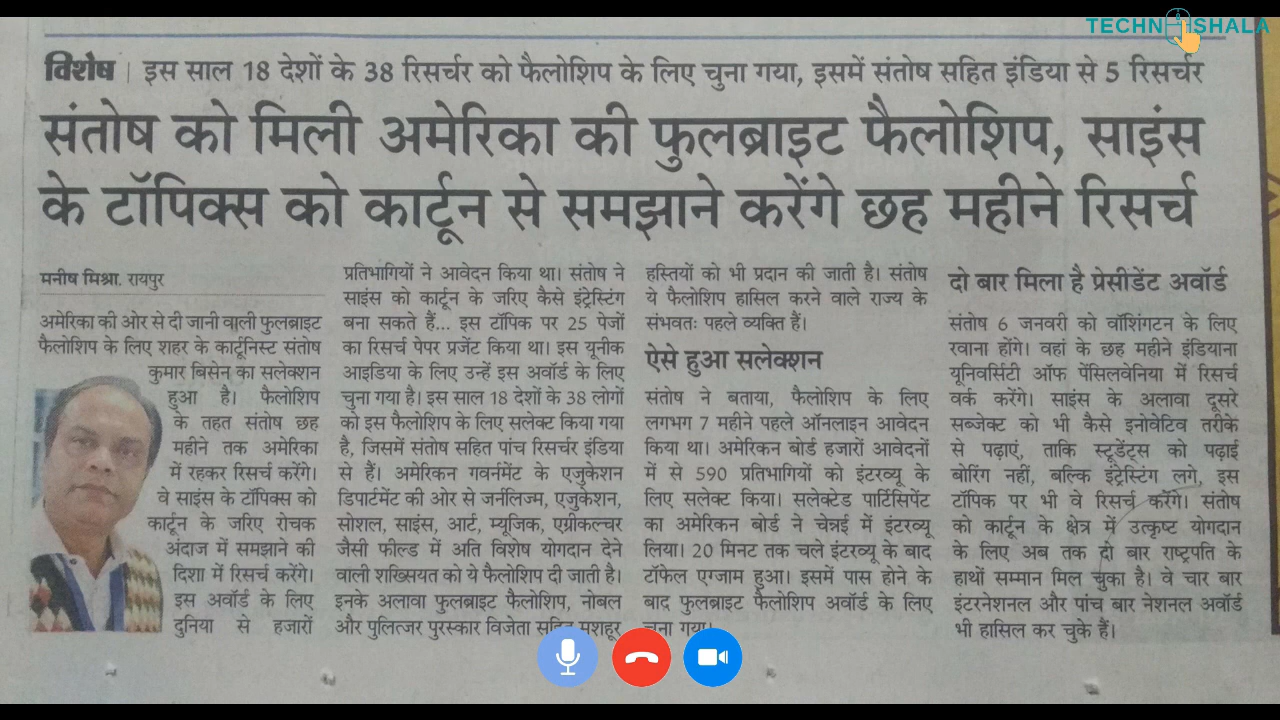 TECHNOSHALA
विशेष | इस साल 18 देशों के 38 रिसर्चर को फैलोशिप के लिए चुना गया, इसमें संतोष सहित इंडिया से 5 रिसर्चर
संतोष को मिली अमेरिका की फुलब्राइट फैलोशिप, साइंस
के टॉपिक्स को कार्टून से समझाने करेंगे छह महीने रिसर्च
मनीष मिश्रा. रायपुर
अमेरिका की ओर से दी जानी वाली फुलब्राइट
फैलोशिप के लिए शहर के कार्टूनिस्ट संतोष
कुमार बिसेन का सलेक्शन
हुआ है। फैलोशिप
के तहत संतोष छह
महीने तक अमेरिका
में रहकर रिसर्च करेंगे।
वे साइंस के टॉपिक्स को
कार्टून के जरिए रोचक
अंदाज में समझाने की
दिशा में रिसर्च करेंगे।
इस अवॉर्ड के लिए
दुनिया से हजारों
प्रतिभागियों ने आवेदन किया था। संतोष ने
साइंस को कार्टून के जरिए कैसे इंट्रेस्टिंग
बना सकते हैं... इस टॉपिक पर 25 पेजों
का रिसर्च पेपर प्रजेंट किया था। इस यूनीक
आइडिया के लिए उन्हें इस अवॉर्ड के लिए
चुना गया है। इस साल 18 देशों के 38 लोगों
को इस फैलोशिप के लिए सलेक्ट किया गया
है, जिसमें संतोष सहित पांच रिसर्चर इंडिया
से हैं। अमेरिकन गवर्नमेंट के एजुकेशन
डिपार्टमेंट की ओर से जर्नलिज्म, एजुकेशन,
सोशल, साइंस, आर्ट, म्यूजिक, एग्रीकल्चर
जैसी फील्ड में अति विशेष योगदान देने
वाली शख्सियत को ये फैलोशिप दी जाती है।
इनके अलावा फुलब्राइट फैलोशिप, नोबल
और पुलित्जर पुरस्कार विजेता सहित मशहूर
हस्तियों को भी प्रदान की जाती है। संतोष
ये फैलोशिप हासिल करने वाले राज्य के
संभवतः पहले व्यक्ति हैं।
ऐसे हुआ सलेक्शन
संतोष ने बताया, फैलोशिप के लिए
लगभग 7 महीने पहले ऑनलाइन आवेदन
किया था। अमेरिकन बोर्ड हजारों आवेदनों
में से 590 प्रतिभागियों को इंटरव्यू के
लिए सलेक्ट किया। सलेक्टेड पार्टिसिपेंट
का अमेरिकन बोर्ड ने चेन्नई में इंटरव्यू
लिया। 20 मिनट तक चले इंटरव्यू के बाद
टॉफेल एग्जाम हुआ। इसमें पास होने के
बाद फुलब्राइट फैलोशिप अवॉर्ड के लिए
चुना गया।
दो बार मिला है प्रेसीडेंट अवॉर्ड
संतोष 6 जनवरी को वॉशिंगटन के लिए
रवाना होंगे। वहां के छह महीने इंडियाना
यूनिवर्सिटी ऑफ पेंसिलवेनिया में रिसर्च
वर्क करेंगे। साइंस के अलावा दूसरे
सब्जेक्ट को भी कैसे इनोवेटिव तरीके
से पढ़ाएं, ताकि स्टूडेंट्स को पढ़ाई
बोरिंग नहीं, बल्कि इंट्रेस्टिंग लगे, इस
टॉपिक पर भी वे रिसर्च करेंगे। संतोष
को कार्टून के क्षेत्र में उत्कृष्ट योगदान
के लिए अब तक दो बार राष्ट्रपति के
हाथों सम्मान मिल चुका है। वे चार बार
इंटरनेशनल और पांच बार नेशनल अवॉर्ड
भी हासिल कर चुके हैं।